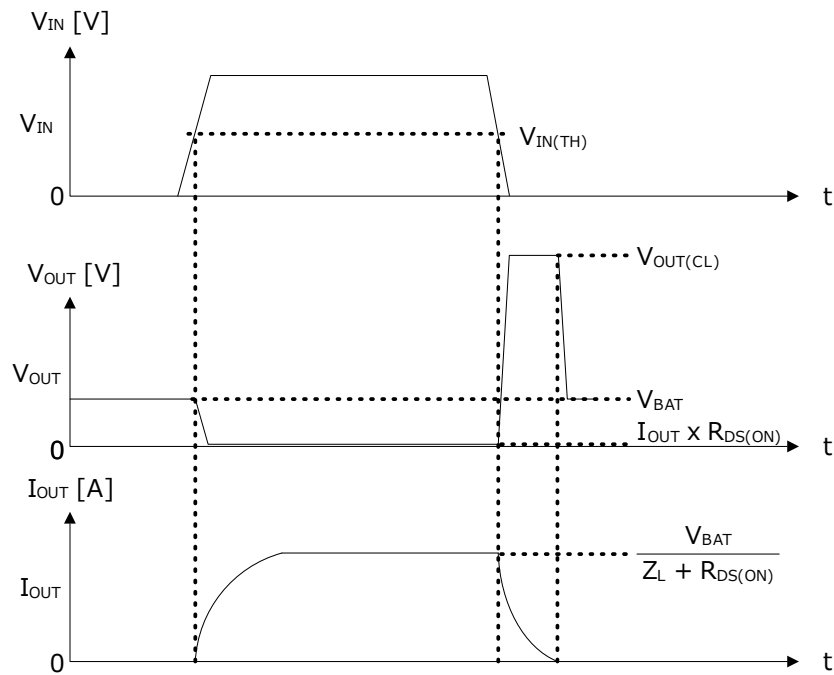 VIN [V]
VIN
VIN(TH)
0
t
VOUT [V]
VOUT(CL)
VOUT
VBAT
IOUT x RDS(ON)
0
t
IOUT [A]
VBAT
ZL + RDS(ON)
IOUT
0
t